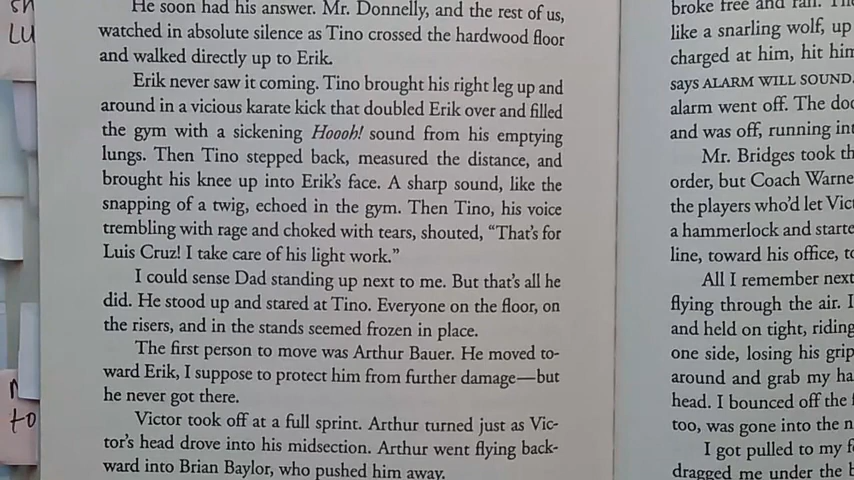 He soon had his answer. Mr. Donnelly, and the rest of us,
watched in absolute silence as Tino crossed the hardwood floor
and walked directly up to Erik.
Erik never saw it coming. Tino brought his right leg up and
around in a vicious karate kick that doubled Erik over and filled
the gym with a sickening Hoooh! sound from his emptying
lungs. Then Tino stepped back, measured the distance, and
brought his knee up into Erik's face. A sharp sound, like the
snapping of a twig, echoed in the gym. Then Tino, his voice
trembling with rage and choked with tears, shouted, “That's for
Luis Cruz! I take care of his light work.”
I could sense Dad standing up next to me. But that's all he
did. He stood up and stared at Tino. Everyone on the floor, on
the risers, and in the stands seemed frozen in place.
The first person to move was Arthur Bauer. He moved to-
ward Erik, I suppose to protect him from further damage—but
he never got there.
Victor took off at a full sprint. Arthur turned just as Vic-
tor's head drove into his midsection. Arthur went flying back-
ward into Brian Baylor, who pushed him away.
broke free and ran.
like a snarling wolf, up
charged at him, hit him
says ALARM WILL SOUND.
alarm went off. The
and was off, running
Mr. Bridges took
order, but Coach
the players who'd let
a hammerlock and
line, toward his office,
All I remember next
flying through the air. I
and held on tight, riding
one side, losing his grip
around and grab my
head. I bounced off the
too, was gone into the
I got pulled to my
dragged me under the
to